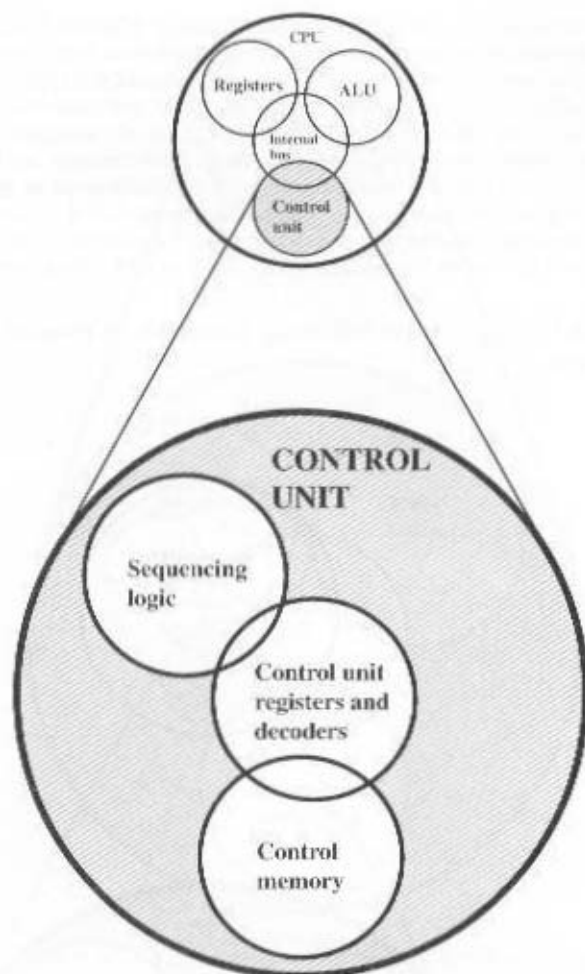 CPU
Registers
ALU
Internal
bus
Control
unit
CONTROL
UNIT
Sequencing
logic
Control unit
registers and
decoders
Control
memory